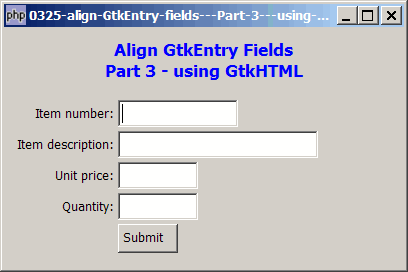 php 0325-align-GtkEntry-fields---Part-3---using-...
Align GtkEntry Fields
Part 3 - using GtkHTML
Item number:
Item description:
Unit price:
Quantity:
Submit